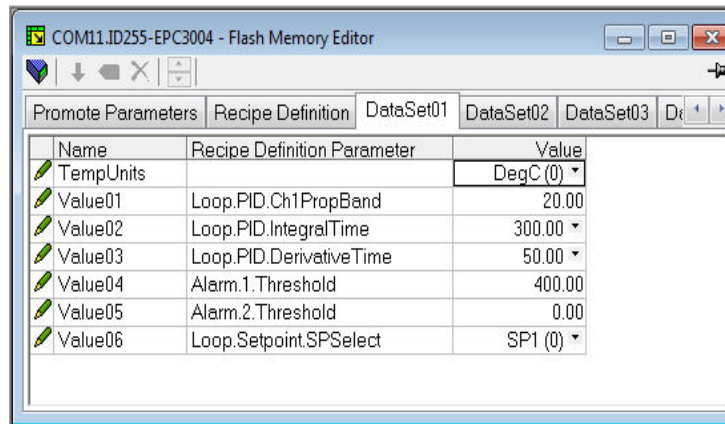 COM11.ID255-EPC3004 - Flash Memory Editor
Promote Parameters Recipe Definition DataSet01 DataSet02 DataSet03
Name Recipe Definition Parameter Value
TempUnits DegC (0)
Value01 Loop.PID.Ch1PropBand 20.00
Value02 Loop.PID.IntegralTime 300.00
Value03 Loop.PID.DerivativeTime 50.00
Value04 Alarm.1.Threshold 400.00
Value05 Alarm.2.Threshold 0.00
Value06 Loop.Setpoint.SPSelect SP1 (0)